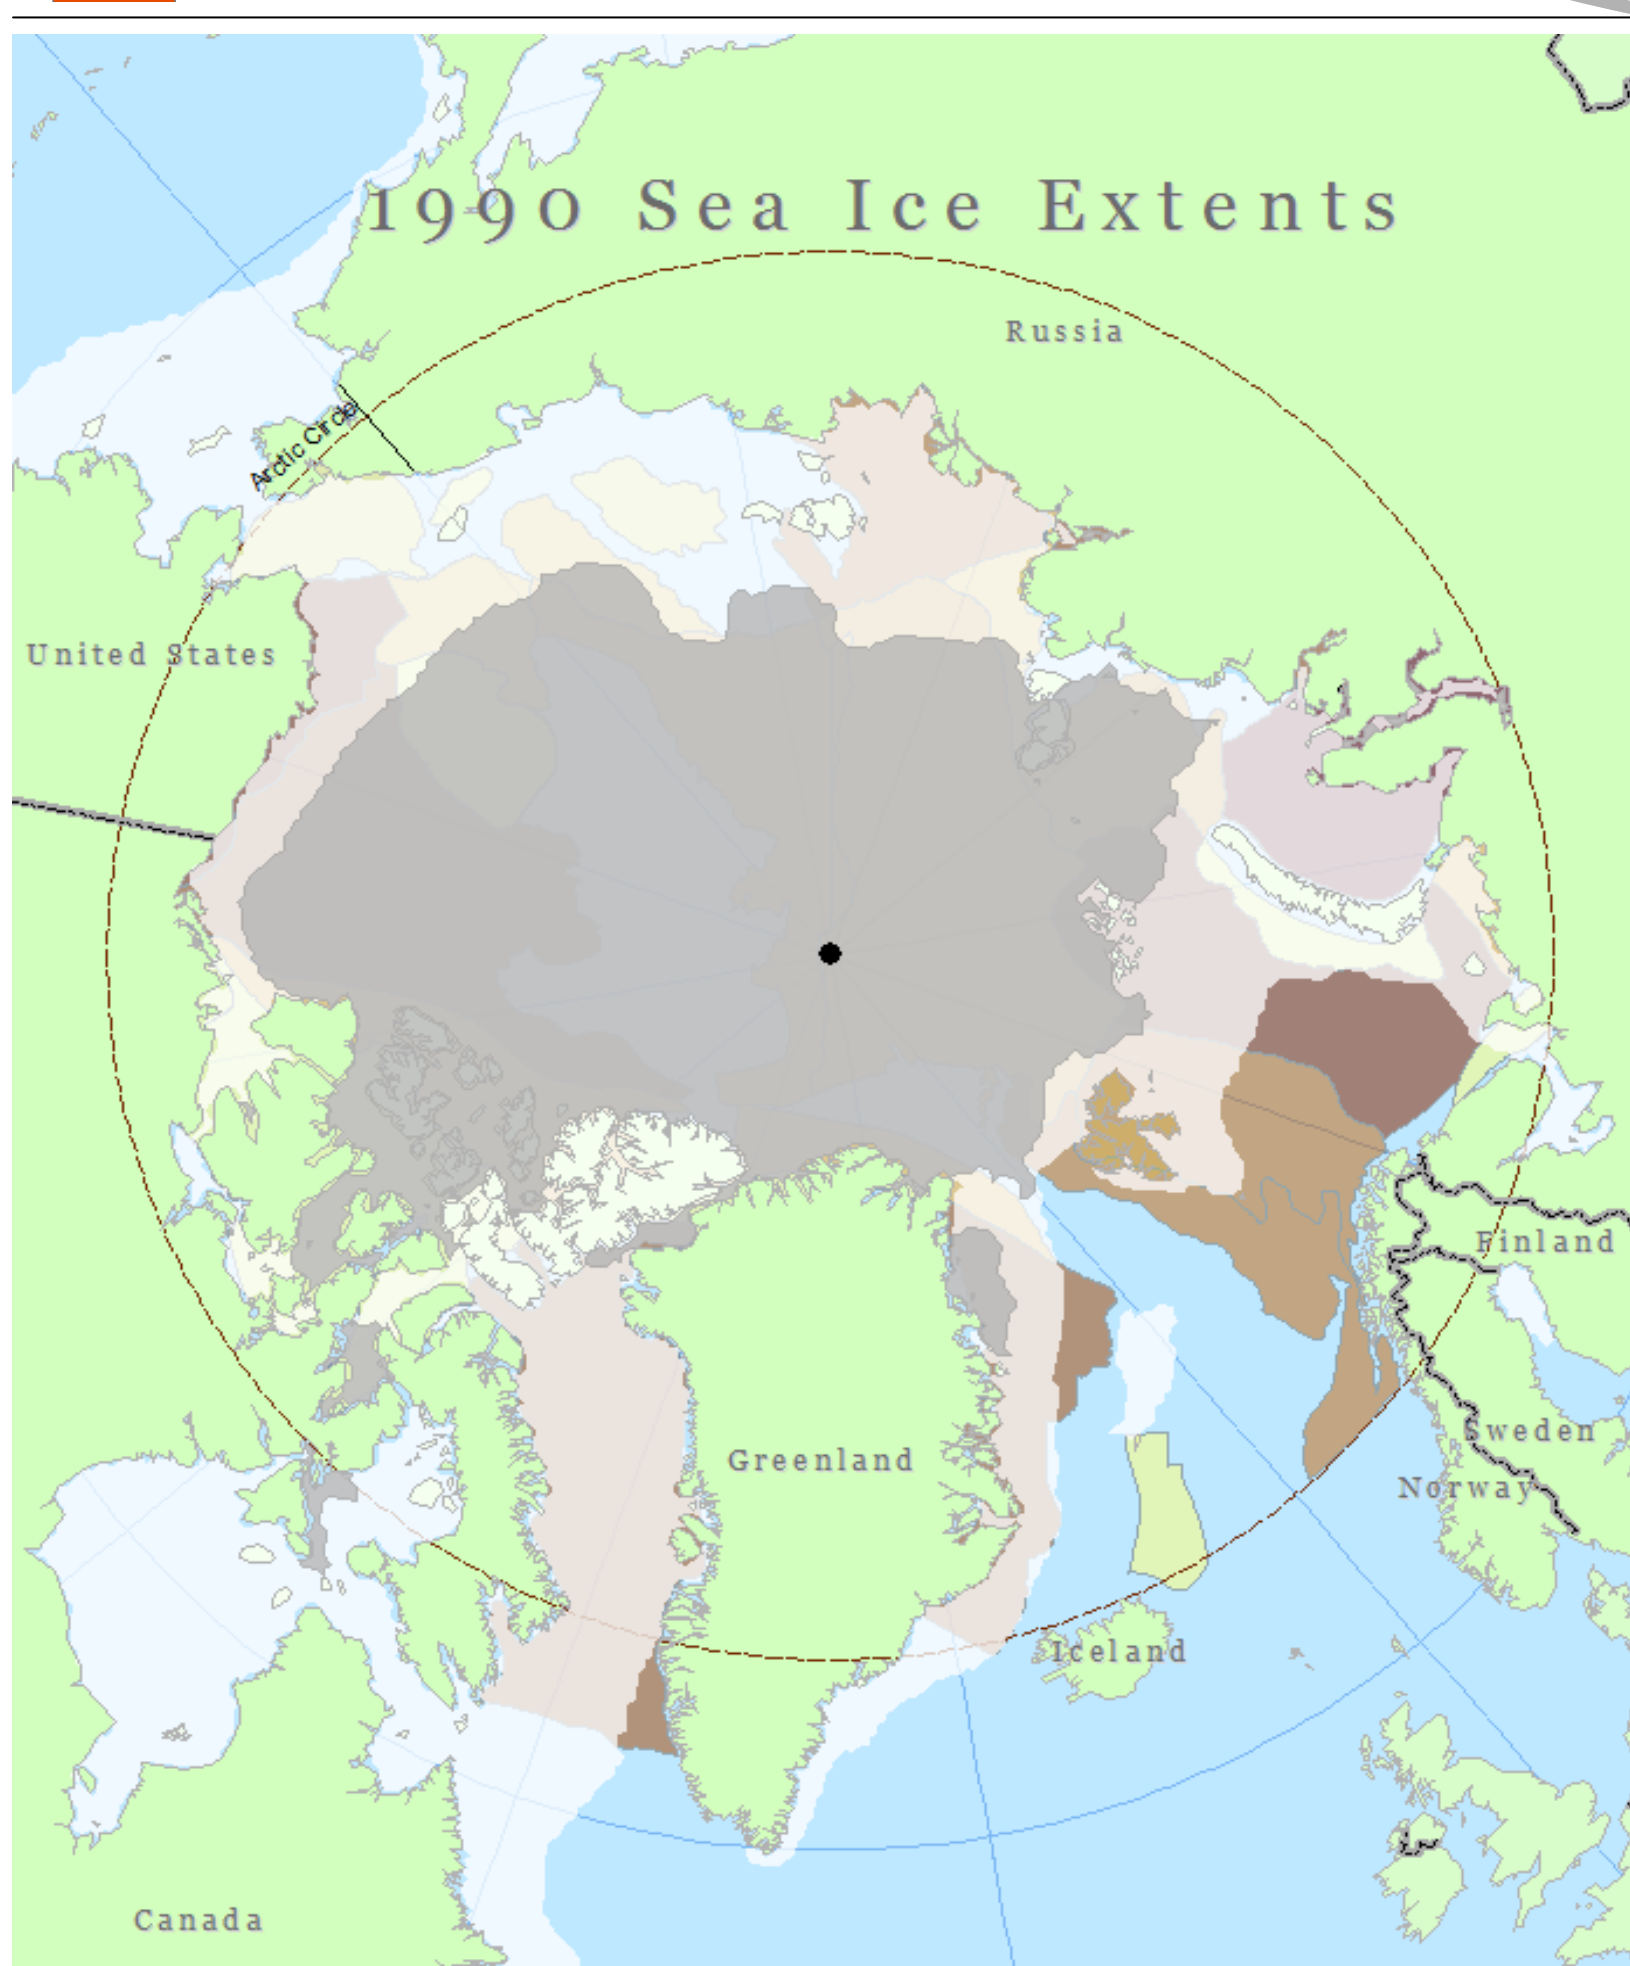 1990 Sea Ice Extents
Russia
Arctic Circle
United States
Finland
Sweden
Greenland
Norway
Iceland
Canada